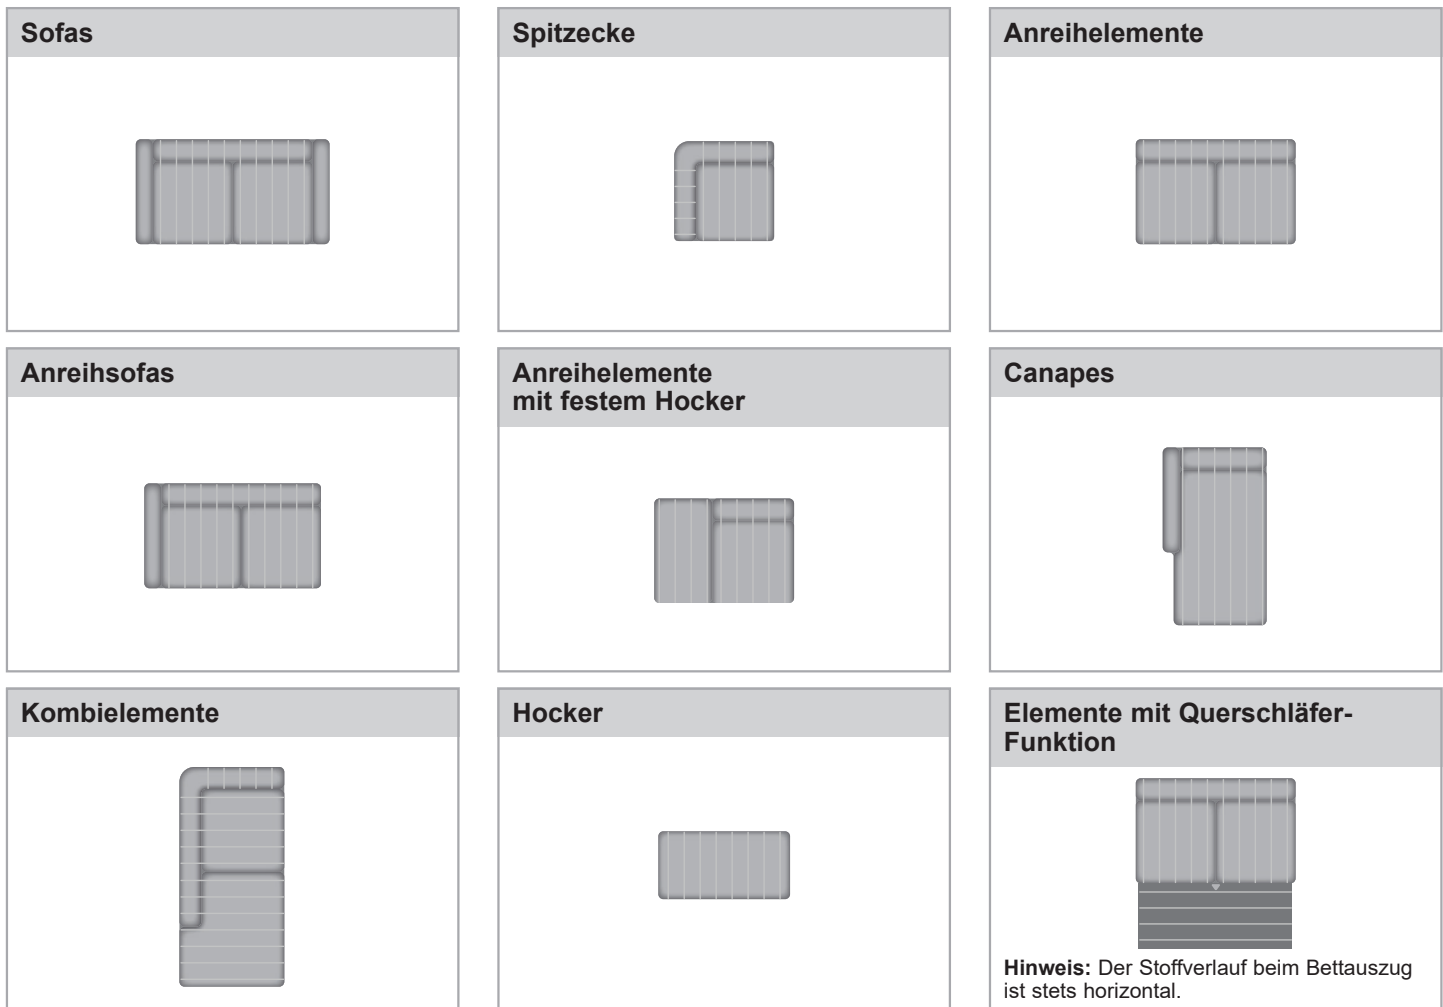 Sofas
Spitzecke
Anreihelemente
Anreihsofas
Anreihelemente
mit festem Hocker
Canapes
Kombielemente
Hocker
Elemente mit Querschläfer-
Funktion
Hinweis: Der Stoffverlauf beim Bettauszug
ist stets horizontal.